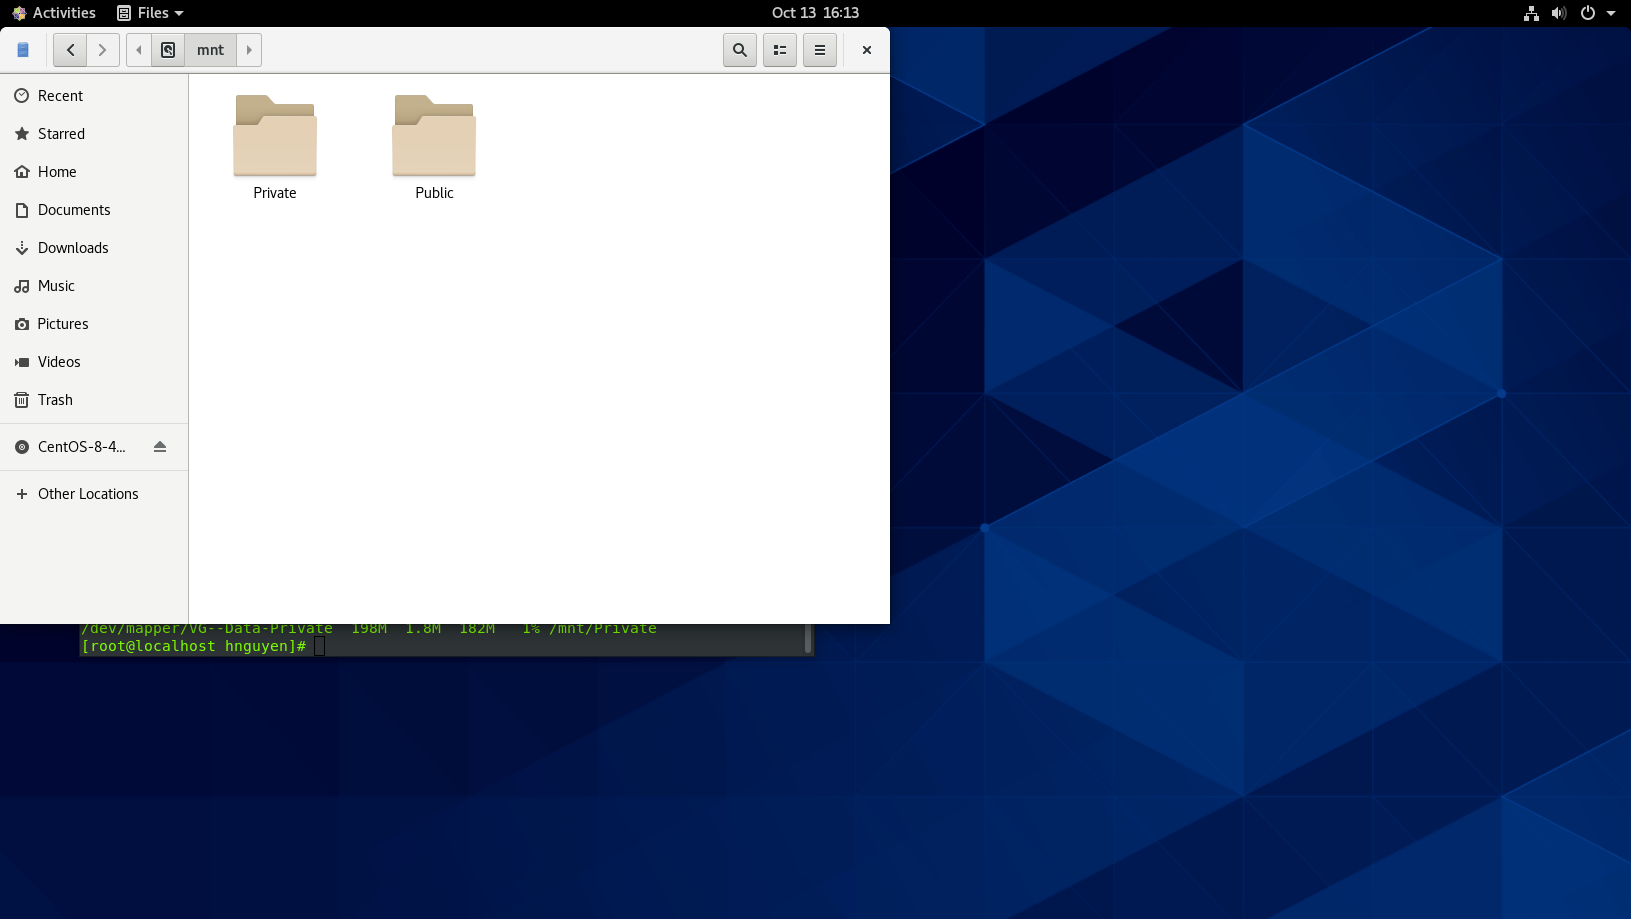 Activities Files Oct 13 16:13
mnt
Recent
Starred
Home
Documents
Downloads
Music
Pictures
Videos
Trash
CentOS-8-4...
Other Locations
Private Public
/dev/mapper/VG--Data-Private 198M 1.8M 182M 1% /mnt/Private
[root@localhost hnguyen]#